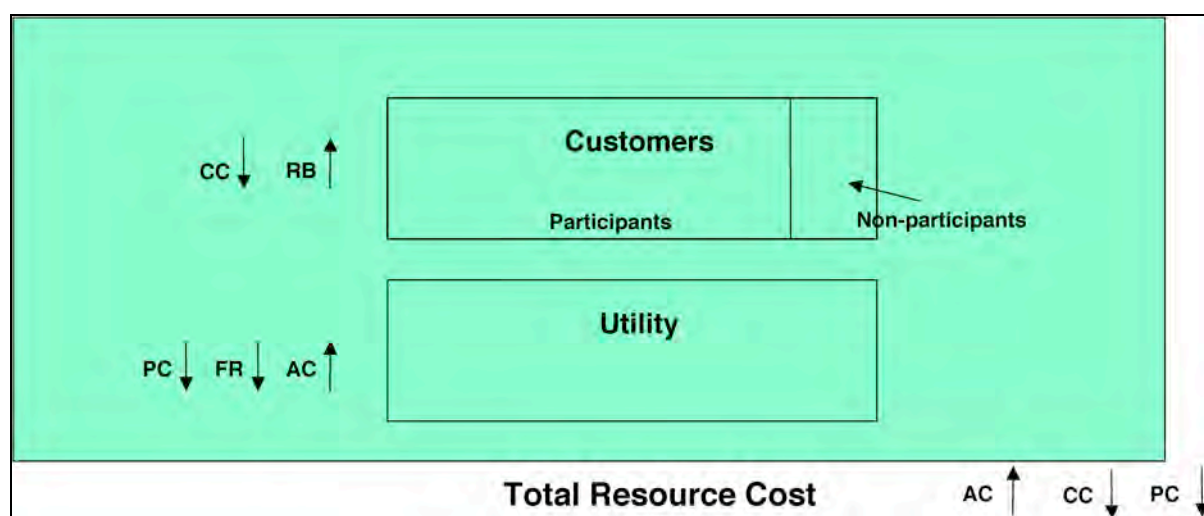 Customers
CC ↓ RB ↑
Participants
Non-participants
Utility
PC ↓ FR ↓ AC ↑
Total Resource Cost
AC ↑ CC ↓ PC ↓